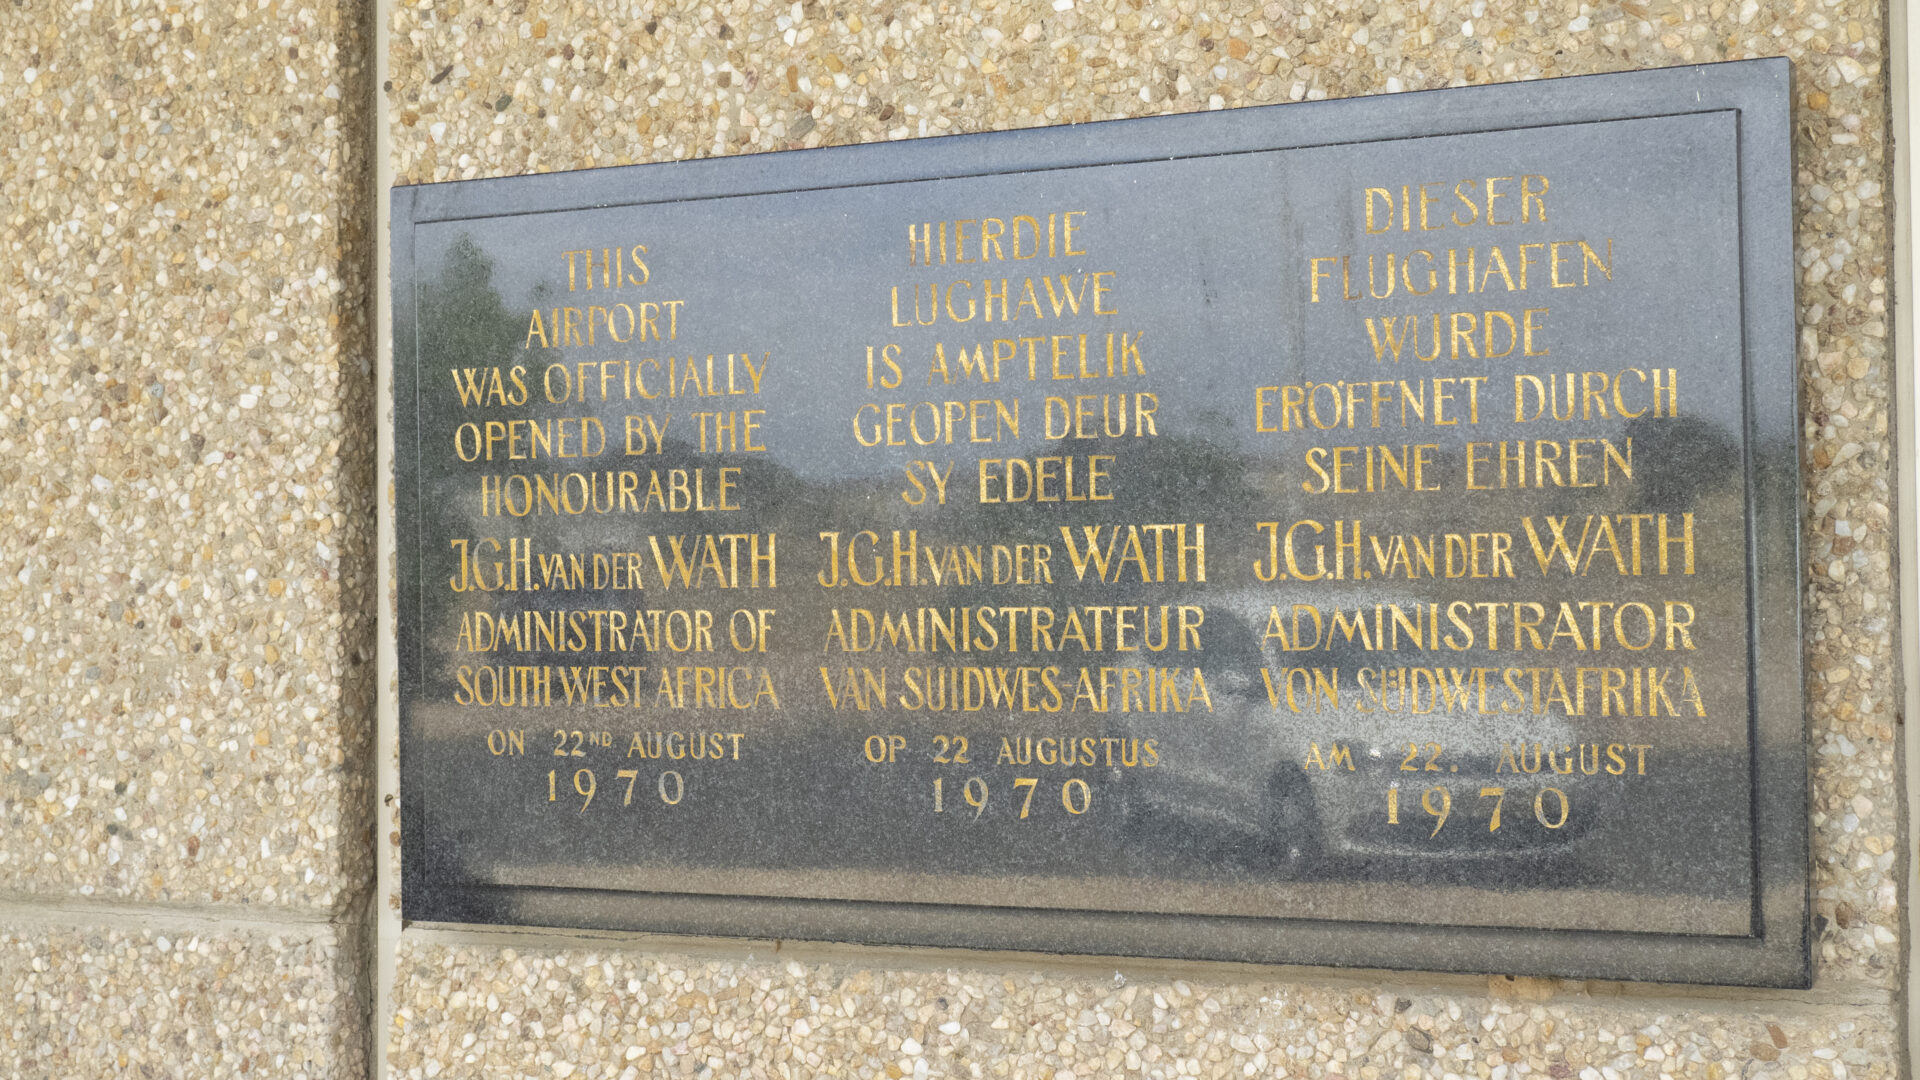 THIS
AIRPORT
WAS OFFICIALLY
OPENED BY THE
HONOURABLE
J.G.H. VAN DER WATH
ADMINISTRATOR OF
SOUTH WEST AFRICA
ON 22ND AUGUST
1970
HIERDIE
LUGHAWE
IS AMPTELIK
GEOPEN DEUR
SY EDELE
J.G.H. VAN DER WATH
ADMINISTRATEUR
VAN SUIDWES-AFRIKA
OP 22 AUGUSTUS
1970
DIESER
FLUGHAFEN
WURDE
ERÖFFNET DURCH
SEINE EHREN
J.G.H. VAN DER WATH
ADMINISTRATOR
VON SÜDWESTAFRIKA
AM 22. AUGUST
1970